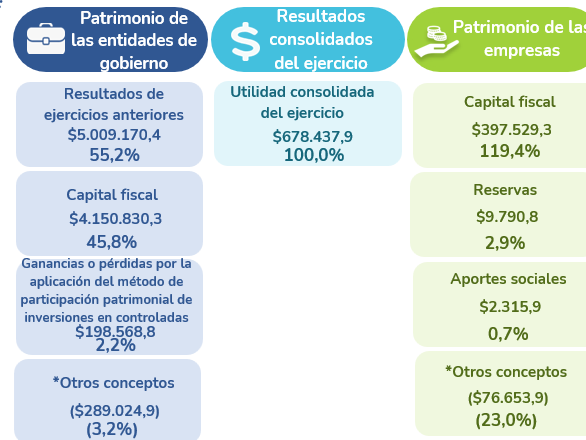 Patrimonio de
las entidades de
gobierno
Resultados de
ejercicios anteriores
$5.009.170,4
55,2%
Capital fiscal
$4.150.830,3
45,8%
Ganancias o pérdidas por la
aplicación del método de
participación patrimonial de
inversiones en controladas
$198.568,8
2,2%
*Otros conceptos
($289.024,9)
(3,2%)
Resultados
consolidados
del ejercicio
Utilidad consolidada
del ejercicio
$678.437,9
100,0%
Patrimonio de las
empresas
Capital fiscal
$397.529,3
119,4%
Reservas
$9.790,8
2,9%
Aportes sociales
$2.315,9
0,7%
*Otros conceptos
($76.653,9)
(23,0%)